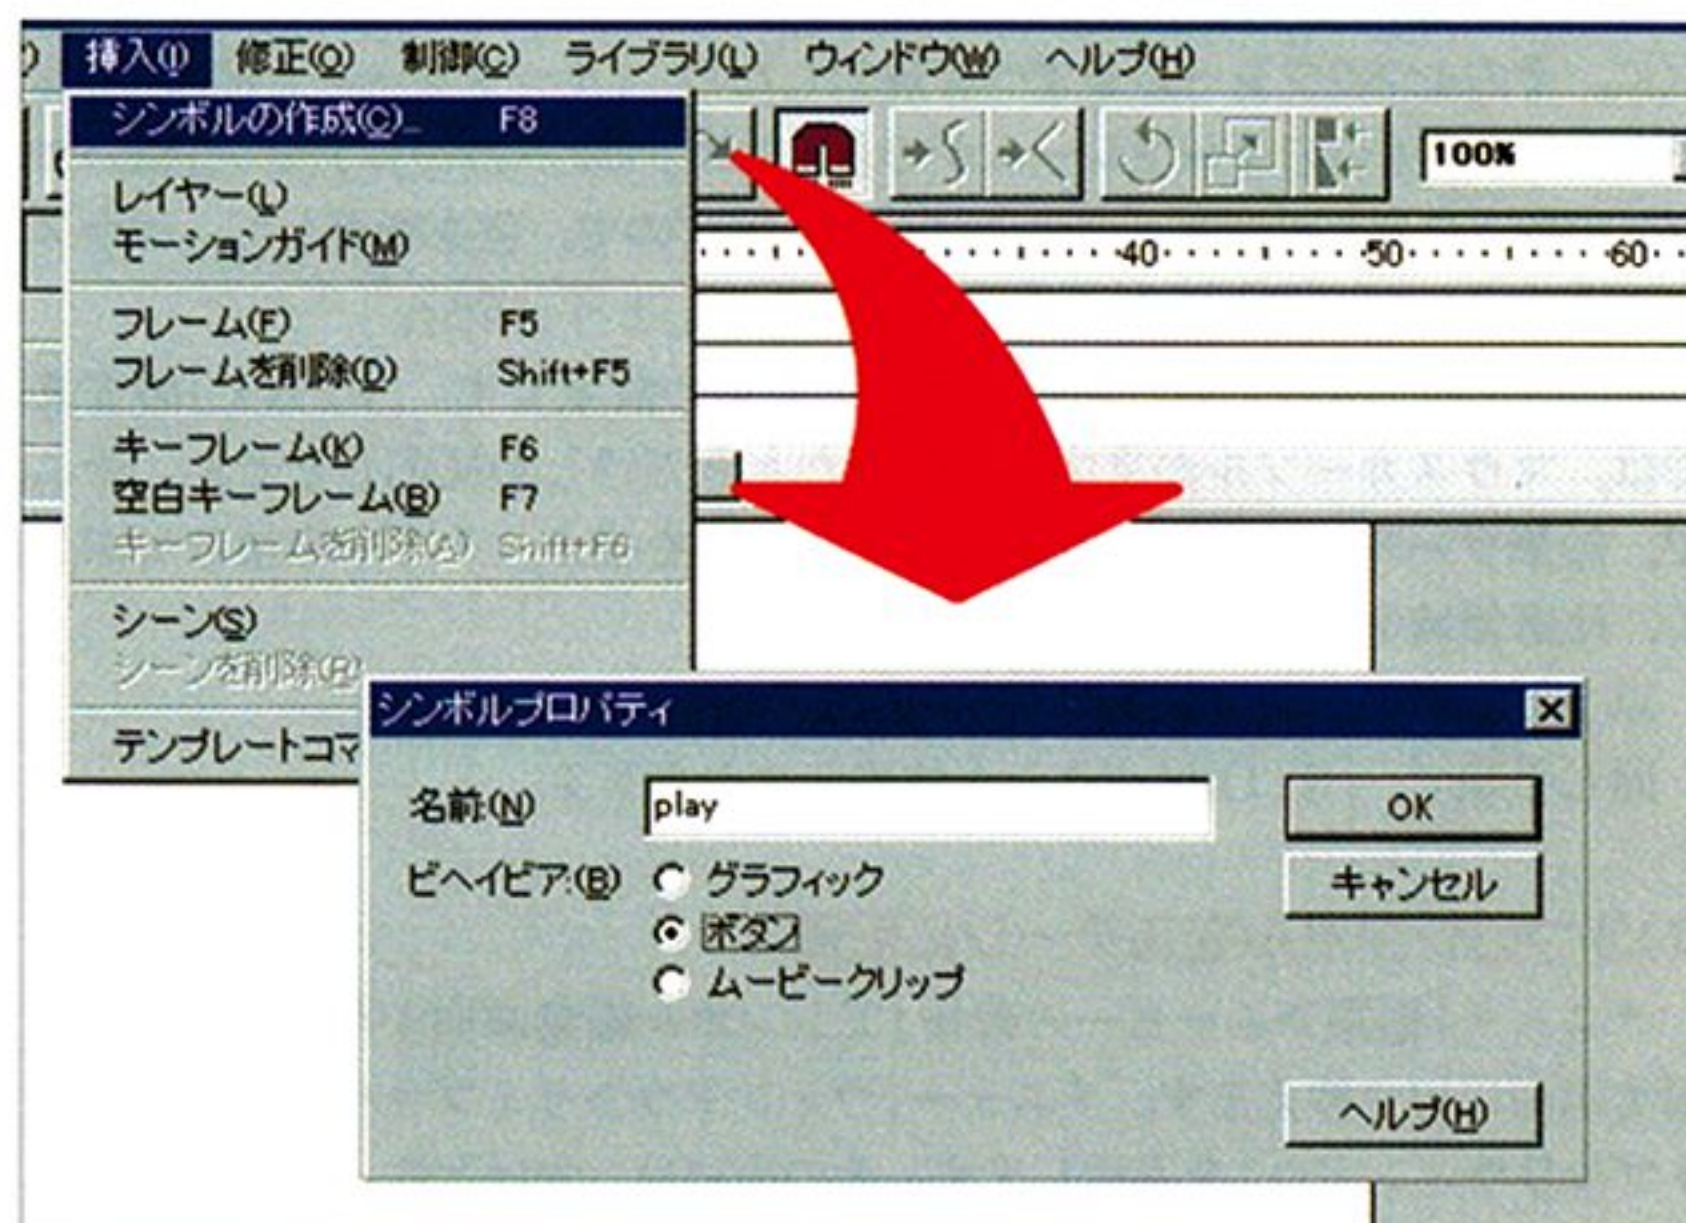 挿入(I) 修正(O) 制御(C) ライブラリ(L) ウィンドウ(W) ヘルプ(H)
シンボルの作成(C)... F8
100%
レイヤー(L)
モーションガイド(M)
40 50 60
フレーム(F) F5
フレームを削除(D) Shift+F5
キーフレーム(K) F6
空白キーフレーム(B) F7
キーフレームを削除(A) Shift+F6
シーン(S)
シーンを削除(R)
テンプレートコマ
シンボルプロパティ
名前:(N) play OK
ビヘイビア:(B) グラフィック キャンセル
ボタン
ムービークリップ
ヘルプ(H)